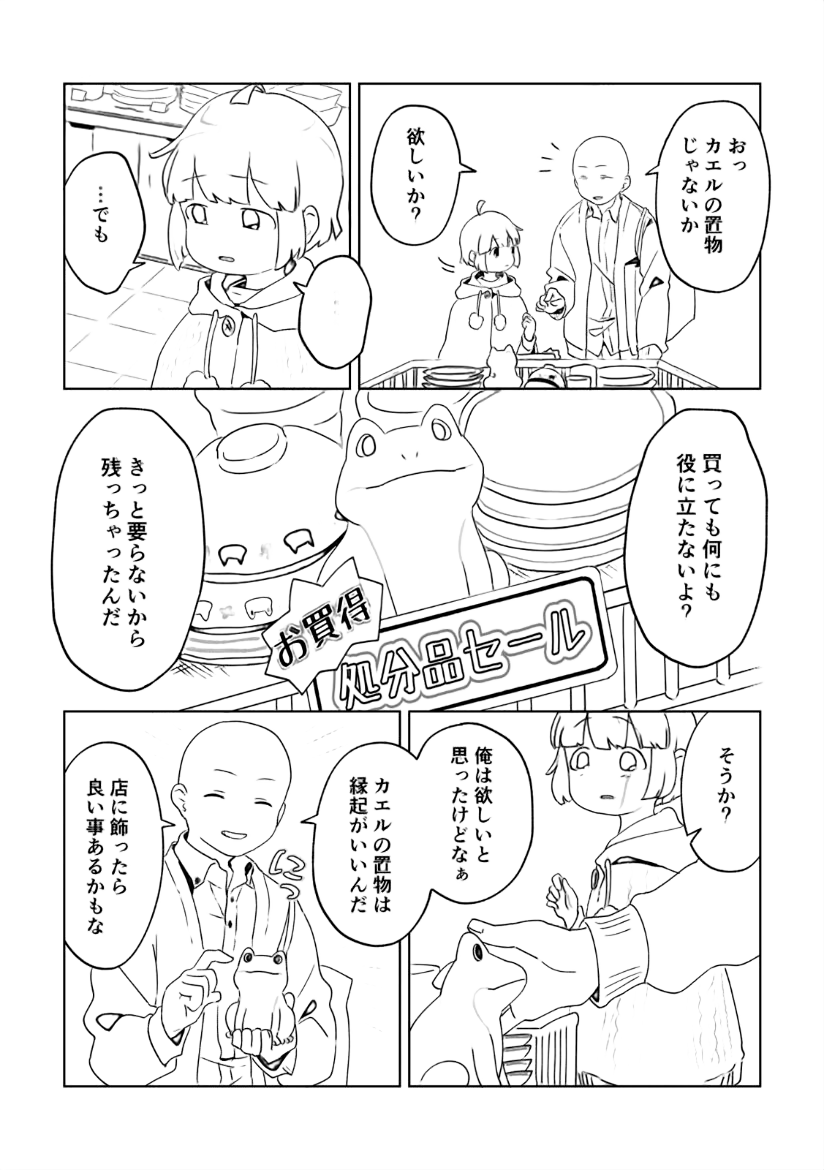 おっ
カエルの置物
じゃないか
欲しいか?
…でも
買っても何にも
役に立たないよ?
きっと要らないから
残っちゃったんだ
お買得
処分品セール
そうか?
俺は欲しいと
思ったけどなぁ
カエルの置物は
縁起がいいんだ
にこっ
店に飾ったら
良い事あるかもな